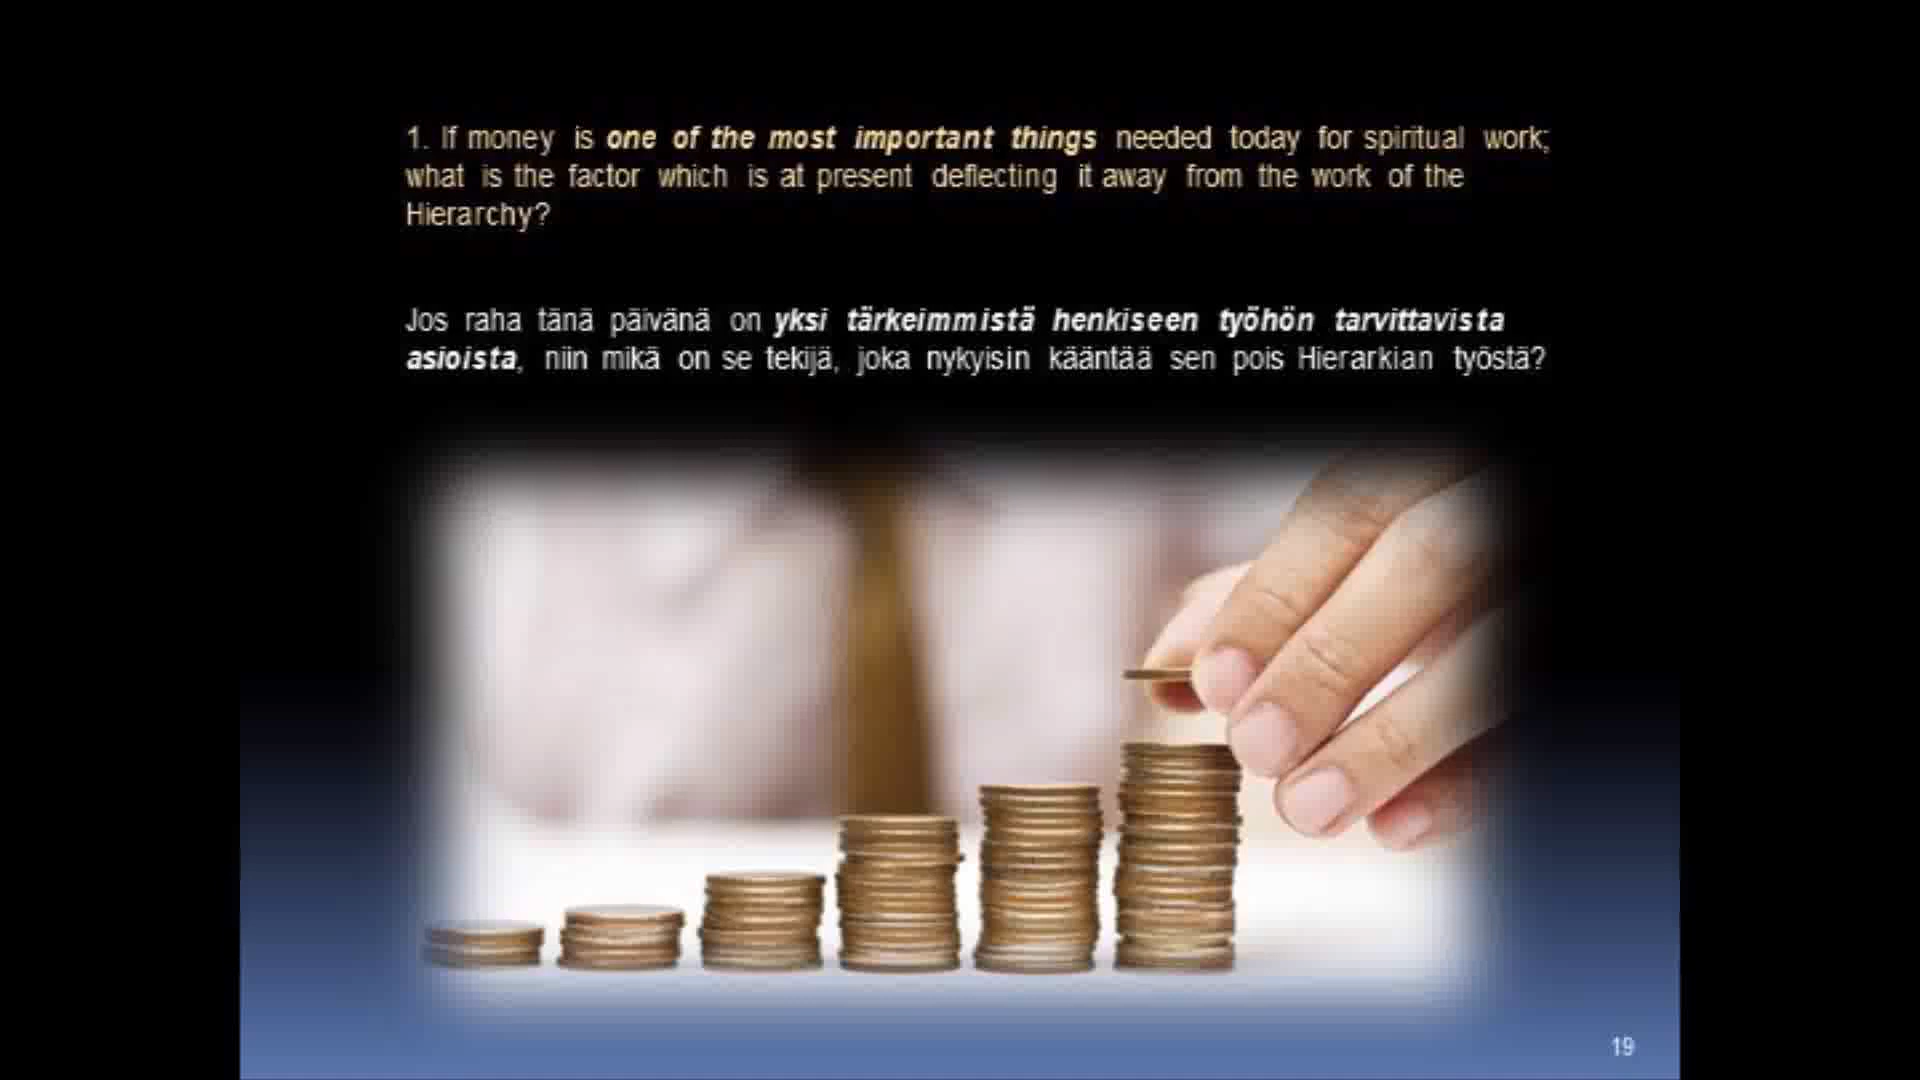 1. If money is one of the most important things needed today for spiritual work;
what is the factor which is at present deflecting it away from the work of the
Hierarchy?
Jos raha tänä päivänä on yksi tärkeimmistä henkiseen työhön tarvittavista
asioista, niin mikä on se tekijä, joka nykyisin kääntää sen pois Hierarkian työstä?
19